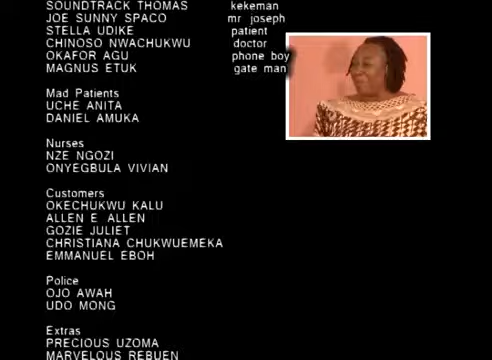 SOUNDTRACK THOMAS kekeman
JOE SUNNY SPACO mr joseph
STELLA UDIKE patient
CHINOSO NWACHUKWU doctor
OKAFOR AGU phone boy
MAGNUS ETUK gate man
Mad Patients
UCHE ANITA
DANIEL AMUKA
Nurses
NZE NGOZI
ONYEGBULA VIVIAN
Customers
OKECHUKWU KALU
ALLEN E. ALLEN
GOZIE JULIET
CHRISTIANA CHUKWUEMEKA
EMMANUEL EBOH
Police
OJO AWAH
UDO MONG
Extras
PRECIOUS UZOMA
MARVELOUS REBUEN